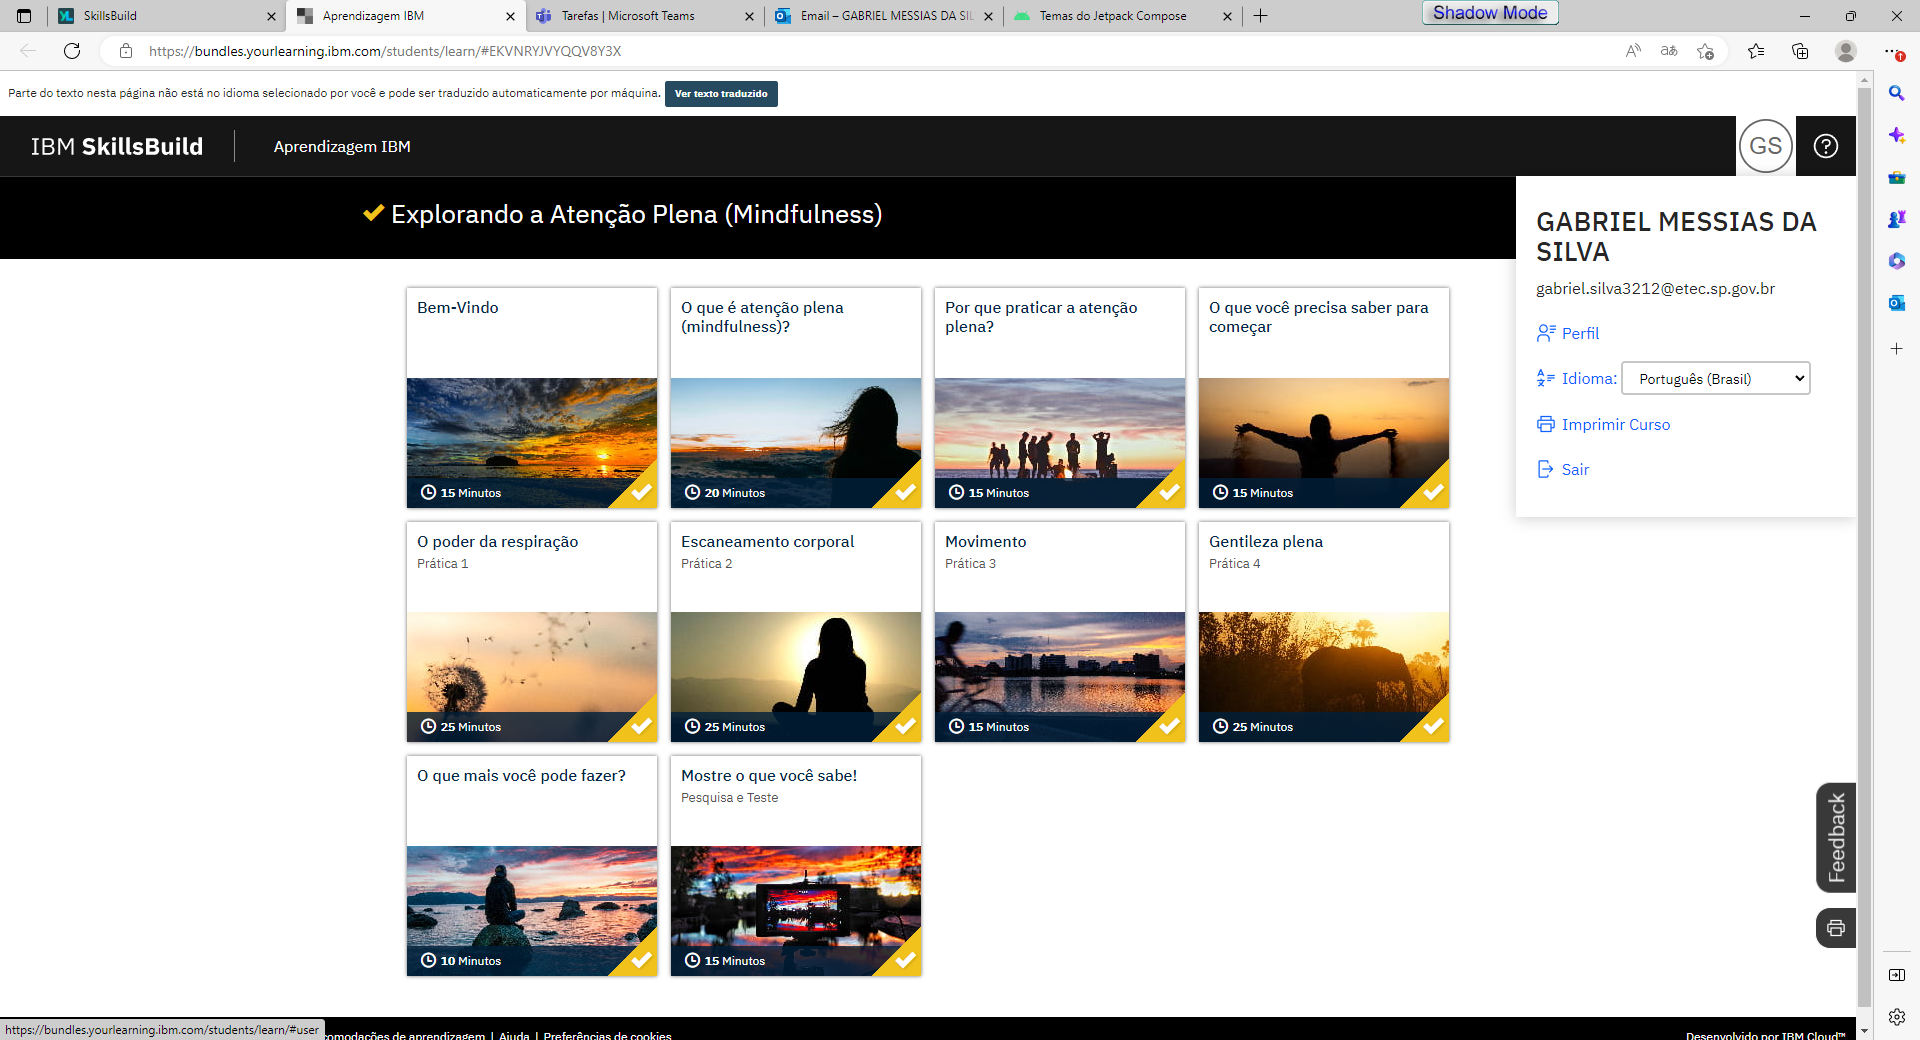 SkillsBuild
Aprendizagem IBM
Tarefas | Microsoft Teams
Email – GABRIEL MESSIAS DA SIL
Temas do Jetpack Compose
Shadow Mode
https://bundles.yourlearning.ibm.com/students/learn/#EKVNRYJVYQQV8Y3X
Parte do texto nesta página não está no idioma selecionado por você e pode ser traduzido automaticamente por máquina.
Ver texto traduzido
IBM SkillsBuild
Aprendizagem IBM
GS
Explorando a Atenção Plena (Mindfulness)
GABRIEL MESSIAS DA
SILVA
gabriel.silva3212@etec.sp.gov.br
Perfil
Idioma: Português (Brasil)
Imprimir Curso
Sair
Bem-Vindo
15 Minutos
O que é atenção plena
(mindfulness)?
20 Minutos
Por que praticar a atenção
plena?
15 Minutos
O que você precisa saber para
começar
15 Minutos
O poder da respiração
Prática 1
25 Minutos
Escaneamento corporal
Prática 2
25 Minutos
Movimento
Prática 3
15 Minutos
Gentileza plena
Prática 4
25 Minutos
O que mais você pode fazer?
10 Minutos
Mostre o que você sabe!
Pesquisa e Teste
15 Minutos
Feedback
https://bundles.yourlearning.ibm.com/students/learn/#user
comodações de aprendizagem | Ajuda | Preferências de cookies
Desenvolvido por IBM Cloud™